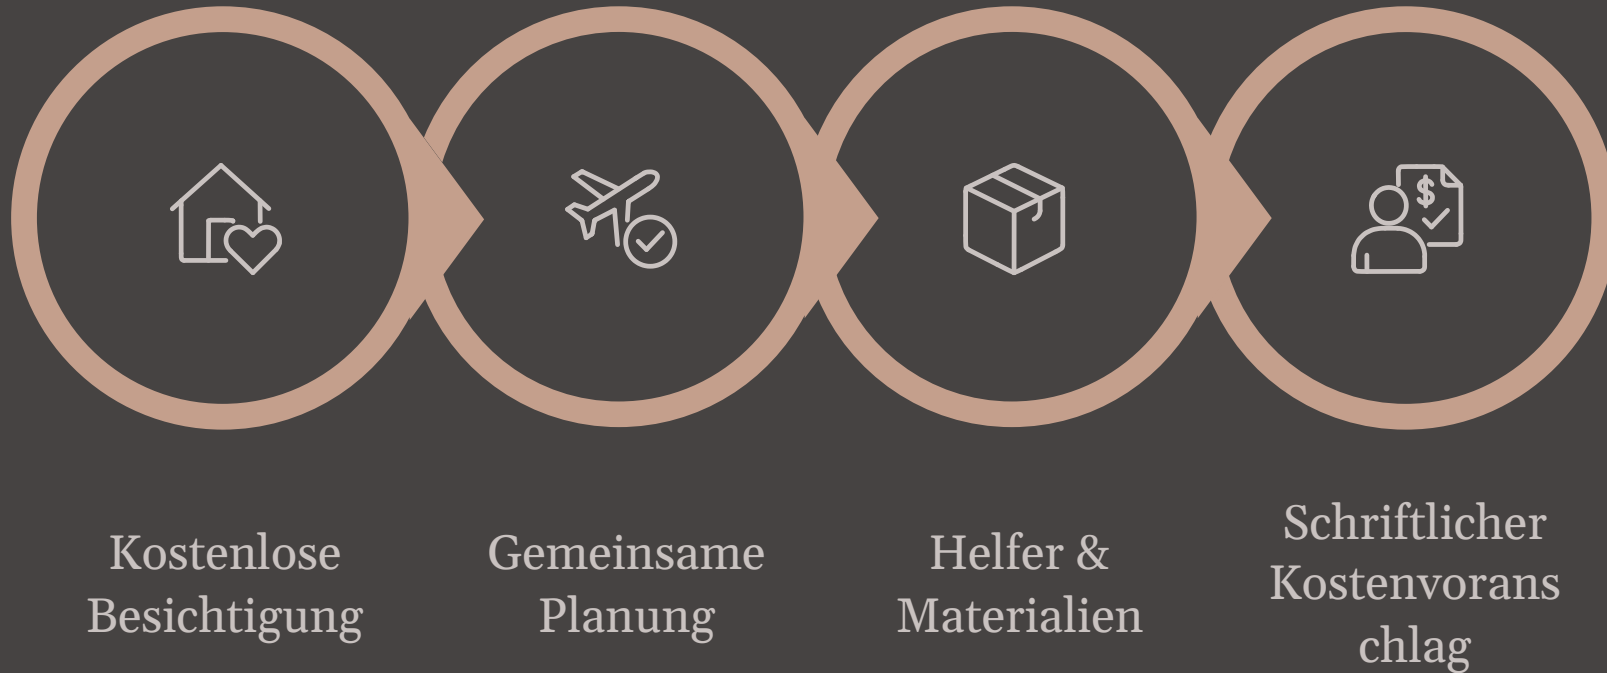 $
Kostenlose
Besichtigung
Gemeinsame
Planung
Helfer &
Materialien
Schriftlicher
Kostenvorans
chlag